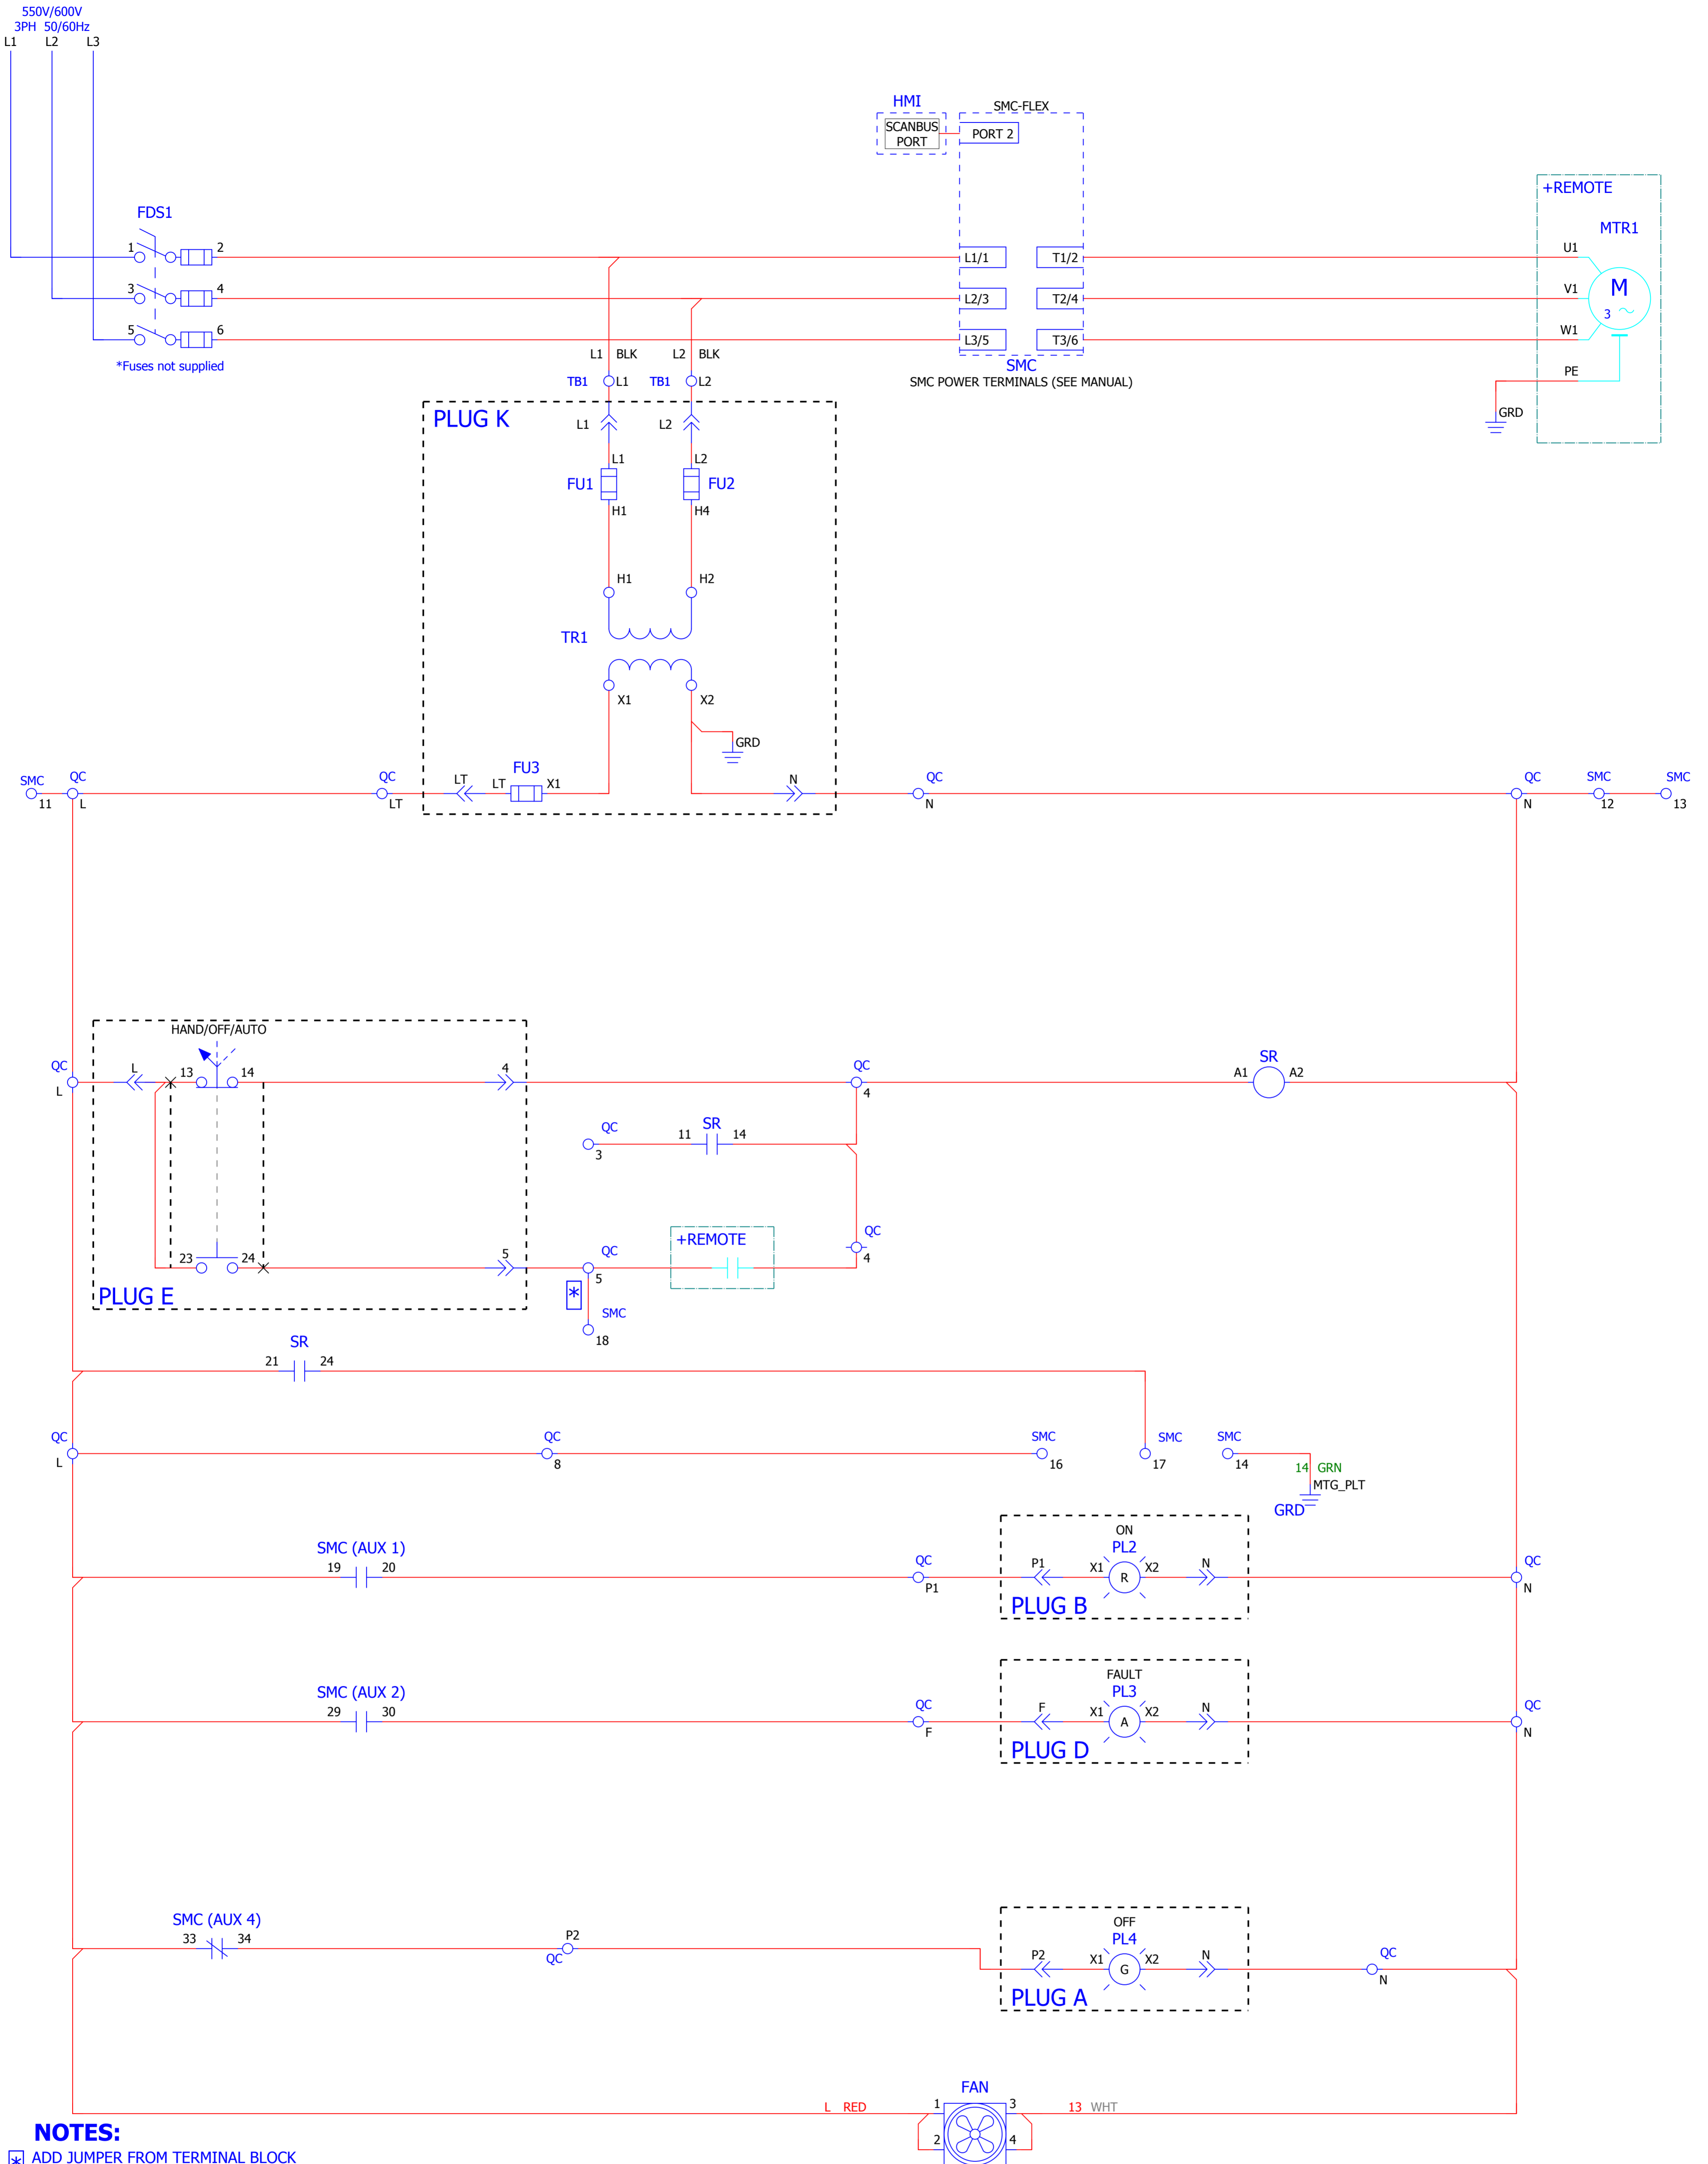 550V/600V
3PH 50/60Hz
L1 L2 L3
HMI
SCANBUS
PORT
SMC-FLEX
PORT 2
+REMOTE
MTR1
FDS1
1 2
L1/1 T1/2
U1
3 4
L2/3 T2/4
V1
M
3
5 6
L3/5 T3/6
W1
*Fuses not supplied
SMC
SMC POWER TERMINALS (SEE MANUAL)
PE
GRD
L1 BLK L2 BLK
TB1 L1 TB1 L2
PLUG K
L1 L2
L1 L2
FU1 FU2
H1 H4
H1 H2
TR1
X1 X2
GRD
SMC QC QC LT LT FU3 X1 N QC QC SMC SMC
11 L LT N N 12 13
HAND/OFF/AUTO
QC L 13 14 4 QC SR
L 4 A1 A2
QC SR
3 11 14
QC
4
+REMOTE
23 24 5 QC
5
PLUG E
*
SMC
18
SR
21 24
QC QC SMC SMC SMC
L 8 16 17 14
14 GRN
MTG_PLT
GRD
ON
SMC (AUX 1) QC PL2 QC
19 20 P1 P1 X1 R X2 N N
PLUG B
FAULT
SMC (AUX 2) QC PL3 QC
29 30 F F X1 A X2 N N
PLUG D
OFF
SMC (AUX 4) P2 PL4 QC
33 34 QC P2 X1 G X2 N N
PLUG A
FAN
L RED 1 3 13 WHT
2 4
NOTES:
* ADD JUMPER FROM TERMINAL BLOCK